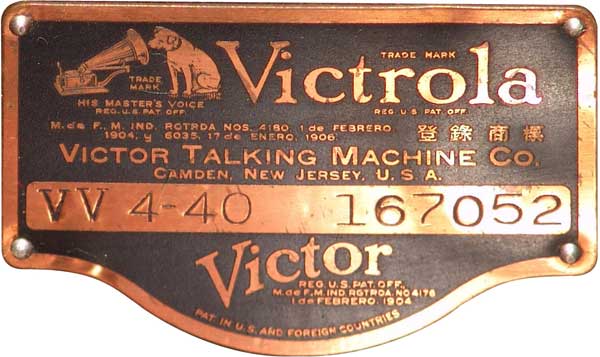 TRADE MARK
Victrola
REG. U.S. PAT. OFF.
TRADE
MARK
HIS MASTER'S VOICE
REG. U.S. PAT. OFF.
M. de F., M. IND. RGTRDA NOS. 4180, 1 de FEBRERO
1904, y 6035, 17 de ENERO, 1906
登錄商標
VICTOR TALKING MACHINE CO.
CAMDEN, NEW JERSEY, U. S. A.
VV 4-40 167052
Victor
REG. U.S. PAT. OFF.,
M. de F., M. IND. RGTRDA. NO 4178
1 de FEBRERO, 1904
PAT. IN U.S. AND FOREIGN COUNTRIES